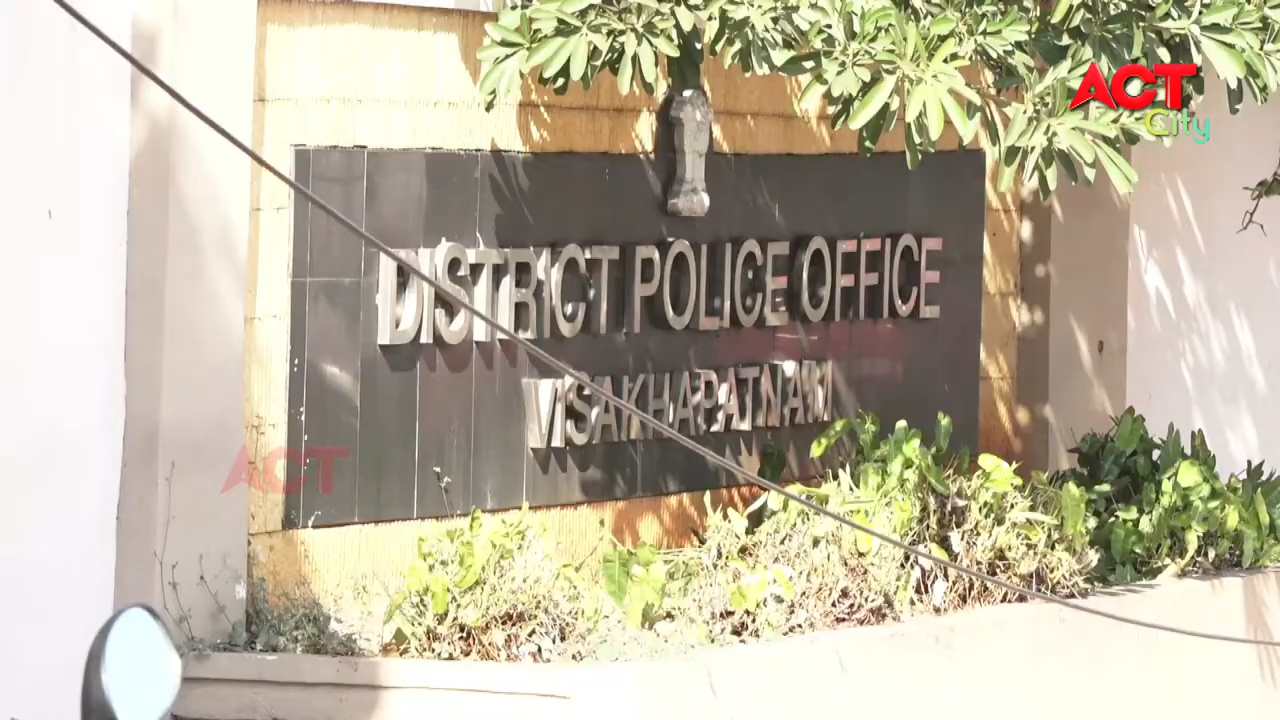 ACT
City
DISTRICT POLICE OFFICE
VISAKHAPATNAM
ACT